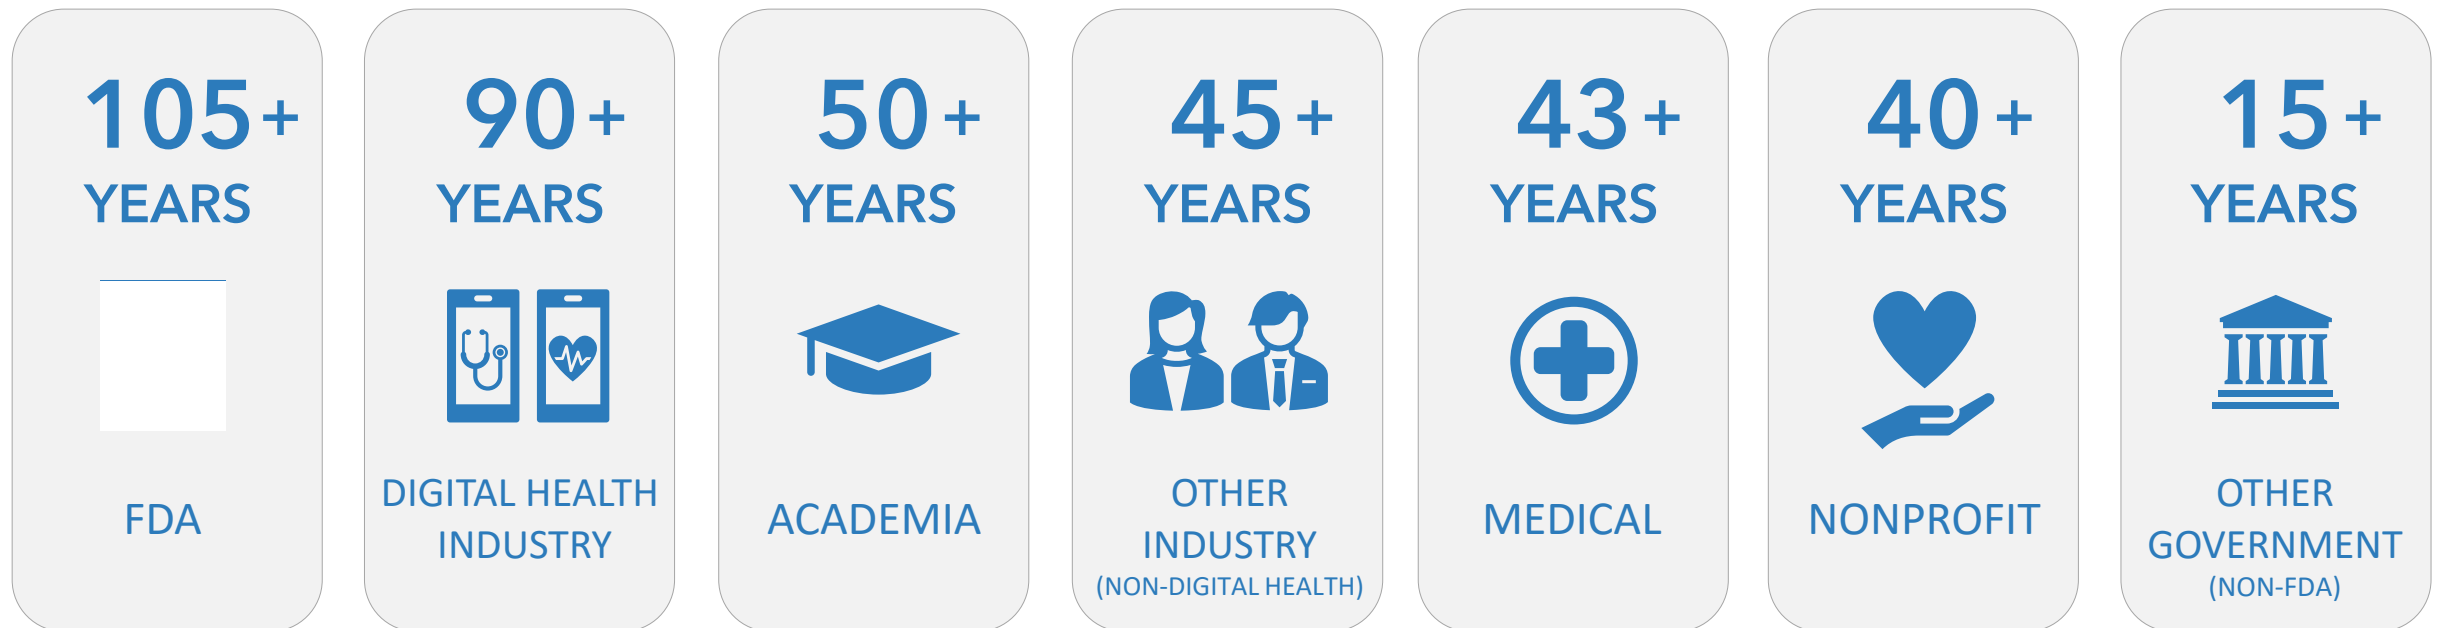 105+
YEARS
FDA
90+
YEARS
DIGITAL HEALTH
INDUSTRY
50+
YEARS
ACADEMIA
45+
YEARS
OTHER
INDUSTRY
(NON-DIGITAL HEALTH)
43+
YEARS
MEDICAL
40+
YEARS
NONPROFIT
15+
YEARS
OTHER
GOVERNMENT
(NON-FDA)